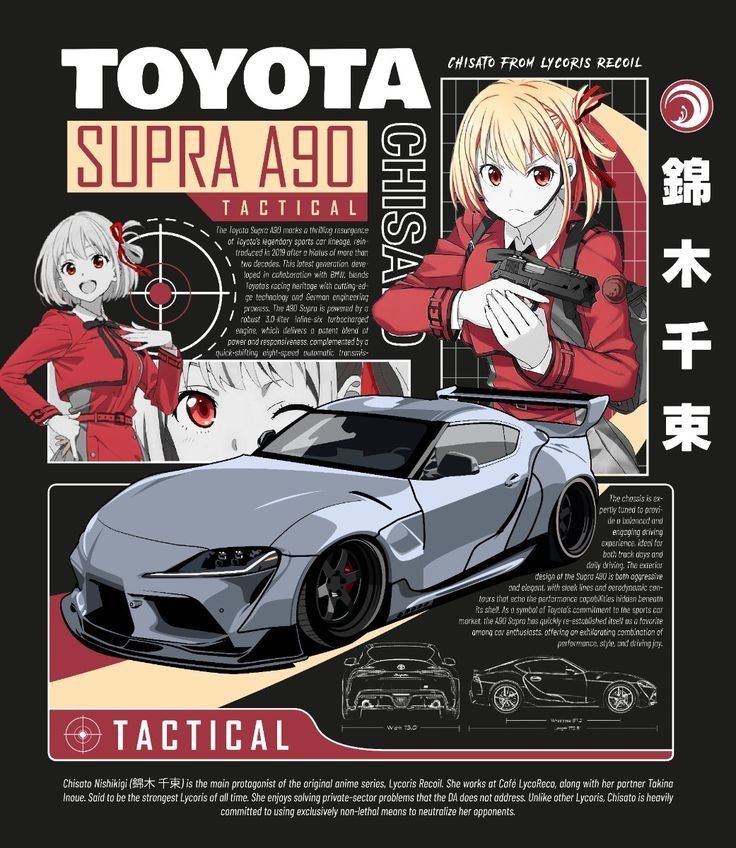 TOYOTA
SUPRA A90
TACTICAL
CHISATO FROM LYCORIS RECOIL
CHISATO
錦
木
千
束
The Toyota Supra A90 marks a thrilling resurgence
of Toyota's legendary sports car lineage, rein-
troduced in 2019 after a hiatus of more than
two decades. This latest generation, deve-
loped in collaboration with BMW, blends
Toyota's racing heritage with cutting-ed-
ge technology and German engineering
prowess. The A90 Supra is powered by a
robust 3.0-liter inline-six turbocharged
engine, which delivers a potent blend of
power and responsiveness, complemented by a
quick-shifting eight-speed automatic transmis-
The chassis is ex-
pertly tuned to provi-
de a balanced and
engaging driving
experience, ideal for
both track days and
daily driving. The exterior
design of the Supra A90 is both aggressive
and elegant, with sleek lines and aerodynamic con-
tours that echo the performance capabilities hidden beneath
its shell. As a symbol of Toyota's commitment to the sports car
market, the A90 Supra has quickly re-established itself as a favorite
among car enthusiasts, offering an exhilarating combination of
performance, style, and driving joy.
Width 73.0"
Wheelbase 97.2"
Length
TACTICAL
Chisato Nishikigi (錦木 千束) is the main protagonist of the original anime series, Lycoris Recoil. She works at Café LycoReco, along with her partner Takina
Inoue. Said to be the strongest Lycoris of all time. She enjoys solving private-sector problems that the DA does not address. Unlike other Lycoris, Chisato is heavily
committed to using exclusively non-lethal means to neutralize her opponents.